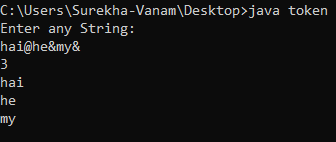 C:\Users\Surekha-Vanam\Desktop>java token
Enter any String:
hai@he&my&
3
hai
he
my